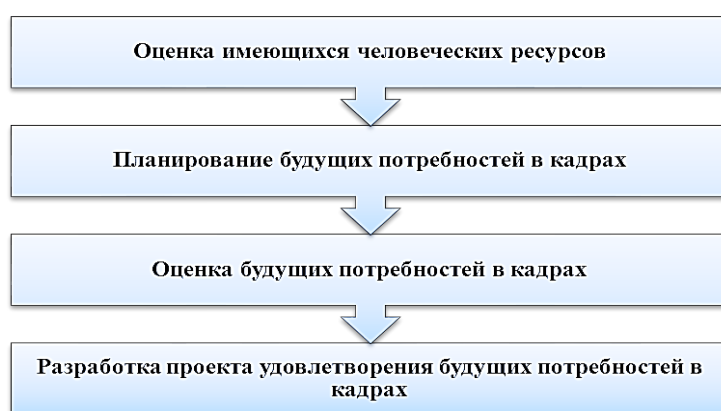 Оценка имеющихся человеческих ресурсов
Планирование будущих потребностей в кадрах
Оценка будущих потребностей в кадрах
Разработка проекта удовлетворения будущих потребностей в
кадрах